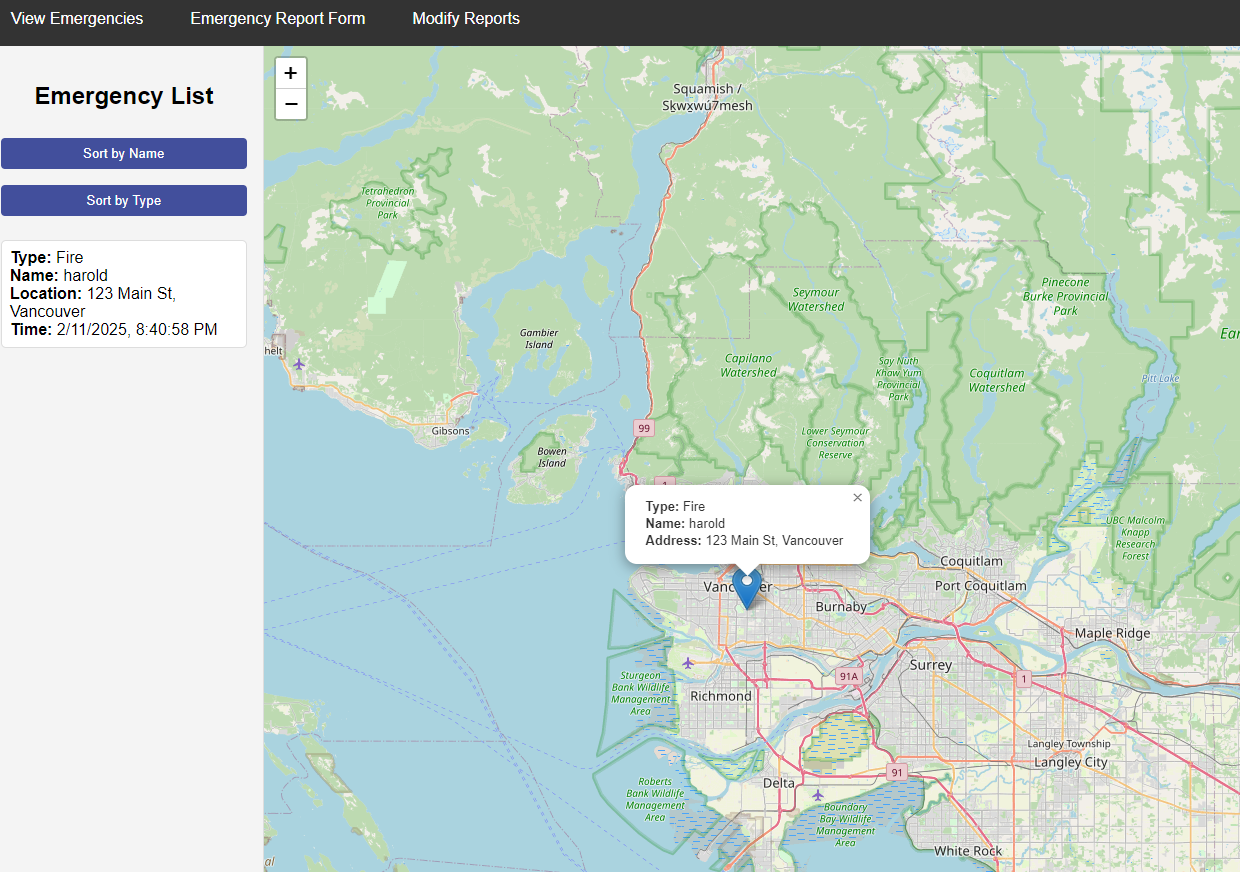 View Emergencies
Emergency Report Form
Modify Reports
Emergency List
Sort by Name
Sort by Type
Type: Fire
Name: harold
Location: 123 Main St,
Vancouver
Time: 2/11/2025, 8:40:58 PM
+
−
Squamish /
Sḵwx̱wú7mesh
Tetrahedron
Provincial
Park
Pinecone
Burke Provincial
Park
Seymour
Watershed
Gambier
Island
Capilano
Watershed
Say Nuth
Khaw Yum
Provincial
Park
Coquitlam
Watershed
Pitt Lake
helt
Gibsons
99
Lower Seymour
Conservation
Reserve
Bowen
Island
1
Type: Fire
Name: harold
Address: 123 Main St, Vancouver
×
UBC Malcolm
Knapp
Research
Forest
Coquitlam
Port Coquitlam
Burnaby
Maple Ridge
Surrey
91A
1
Sturgeon
Bank Wildlife
Management
Area
Richmond
Langley Township
Langley City
91
Delta
Roberts
Bank Wildlife
Management
Area
Boundary
Bay Wildlife
Management
Area
White Rock
al